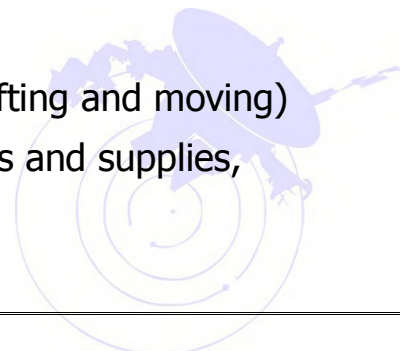 fting and moving)
s and supplies,